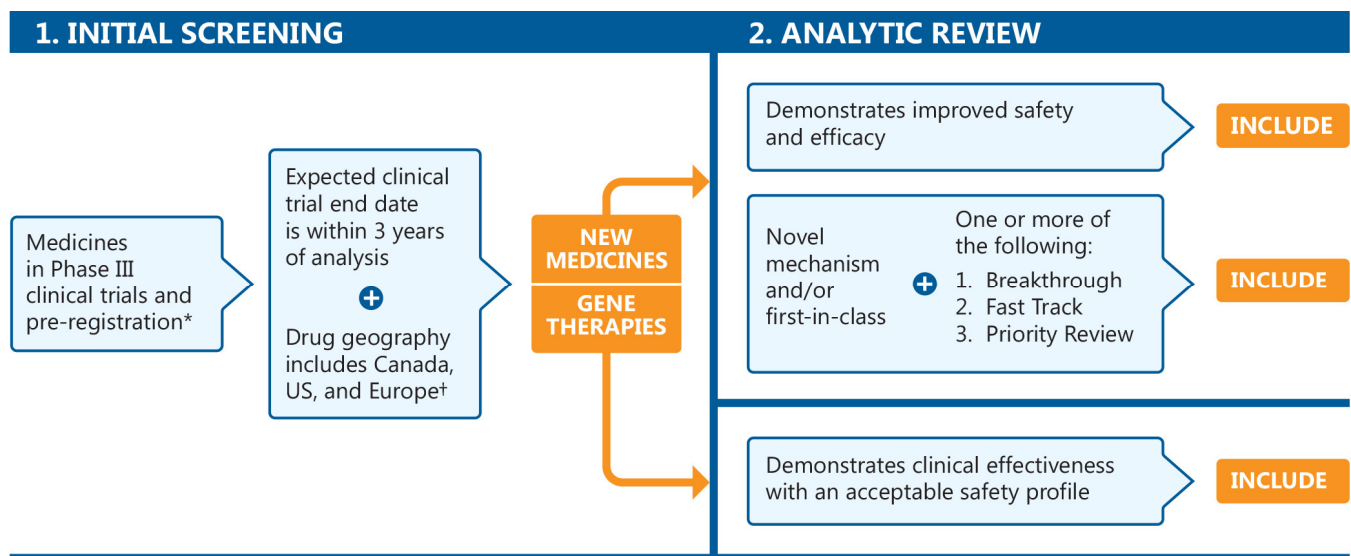 1. INITIAL SCREENING
2. ANALYTIC REVIEW
Medicines
in Phase III
clinical trials and
pre-registration*
Expected clinical
trial end date
is within 3 years
of analysis
+
Drug geography
includes Canada,
US, and Europe†
NEW
MEDICINES
GENE
THERAPIES
Demonstrates improved safety
and efficacy
INCLUDE
Novel
mechanism
and/or
first-in-class
+
One or more of
the following:
1. Breakthrough
2. Fast Track
3. Priority Review
INCLUDE
Demonstrates clinical effectiveness
with an acceptable safety profile
INCLUDE